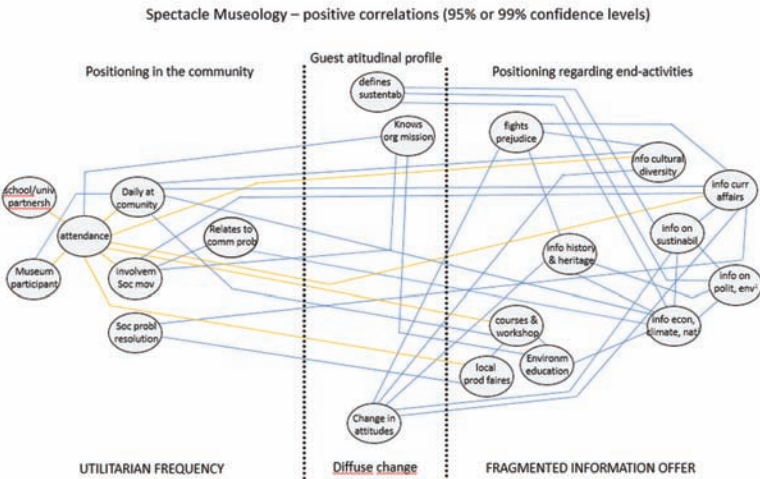 Spectacle Museology – positive correlations (95% or 99% confidence levels)
Positioning in the community
Guest atitudinal profile
Positioning regarding end-activities
defines
sustentab
Knows
org mission
fights
prejudice
info cultural
diversity
info curr
affairs
school/univ
partnersh
Daily at
comunity
attendance
Relates to
comm prob
info on
sustinabil
Museum
participant
involvem
Soc mov
info history
& heritage
info on
polit, env
Soc probl
resolution
courses &
workshop
info econ,
climate, nat
Environm
education
local
prod faires
Change in
attitudes
UTILITARIAN FREQUENCY
Diffuse change
FRAGMENTED INFORMATION OFFER